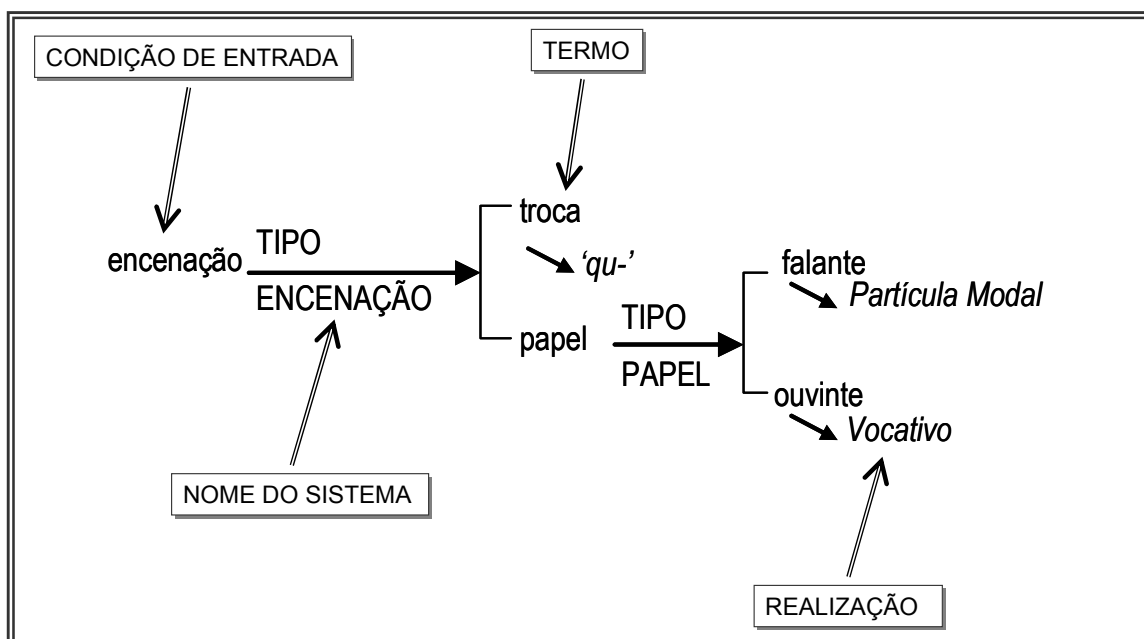 CONDIÇÃO DE ENTRADA
TERMO
encenação
TIPO
ENCENAÇÃO
troca
‘qu-’
papel
TIPO
PAPEL
falante
Partícula Modal
ouvinte
Vocativo
NOME DO SISTEMA
REALIZAÇÃO